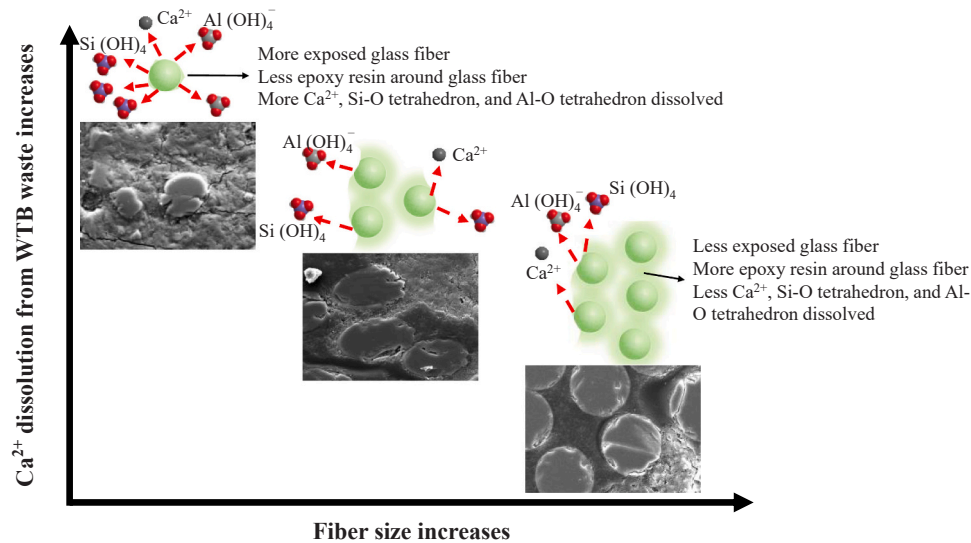 Ca²⁺ dissolution from WTB waste increases
Ca²⁺
Al (OH)₄⁻
Si (OH)₄
More exposed glass fiber
Less epoxy resin around glass fiber
More Ca²⁺, Si-O tetrahedron, and Al-O tetrahedron dissolved
Al (OH)₄⁻
Ca²⁺
Si (OH)₄
Si (OH)₄
Al (OH)₄⁻
Ca²⁺
Less exposed glass fiber
More epoxy resin around glass fiber
Less Ca²⁺, Si-O tetrahedron, and Al-
O tetrahedron dissolved
Fiber size increases